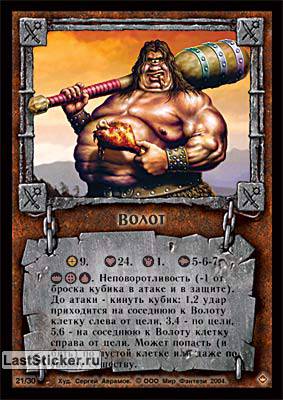 Волот
9. 24. 1. 5-6-7.
Неповоротливость (-1 от
броска кубика в атаке и в защите).
До атаки - кинуть кубик: 1,2 удар
приходится на соседнюю к Волоту
клетку слева от цели, 3,4 - по цели,
5,6 - на соседнюю к Волоту клетку
справа от цели. Может попасть (и
пустой клетке или даже по
LastSticker.ru
21/30
Худ. Сергей Аврамов. © ООО Мир Фэнтези 2004.